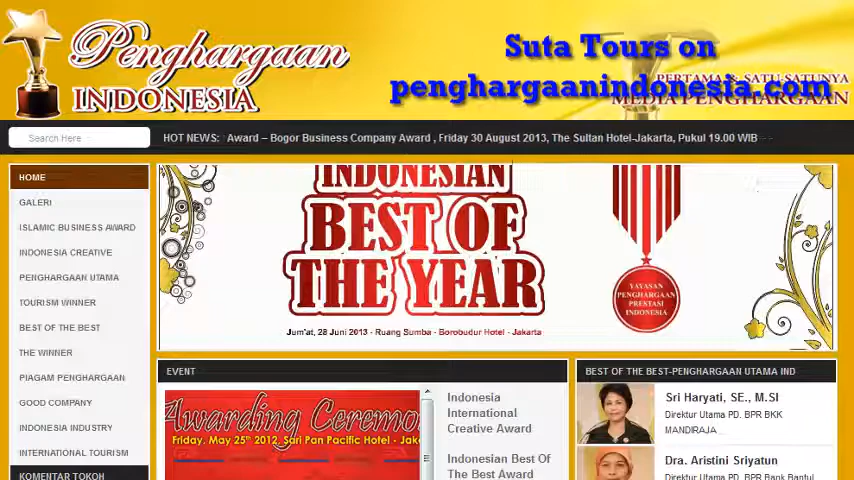 Penghargaan
INDONESIA
Suta Tours on
penghargaanindonesia.com
PERTAMA & SATU-SATUNYA
MEDIA PENGHARGAAN
Search Here
HOT NEWS: Award – Bogor Business Company Award , Friday 30 August 2013, The Sultan Hotel-Jakarta, Pukul 19.00 WIB
HOME
GALERI
ISLAMIC BUSINESS AWARD
INDONESIA CREATIVE
PENGHARGAAN UTAMA
TOURISM WINNER
BEST OF THE BEST
THE WINNER
PIAGAM PENGHARGAAN
GOOD COMPANY
INDONESIA INDUSTRY
INTERNATIONAL TOURISM
KOMENTAR TOKOH
INDONESIAN
BEST OF
THE YEAR
Jum'at, 28 Juni 2013 - Ruang Sumba - Borobudur Hotel - Jakarta
YAYASAN
PENGHARGAAN
PRESTASI
INDONESIA
EVENT
Awarding Ceremo
Friday, May 25th 2012, Sari Pan Pacific Hotel - Jak
Indonesia
International
Creative Award
Indonesian Best Of
The Best Award
BEST OF THE BEST-PENGHARGAAN UTAMA IND
Sri Haryati, SE., M.SI
Direktur Utama PD. BPR BKK
MANDIRAJA...
Dra. Aristini Sriyatun
Direktur Utama PD. BPR Bank Bantul